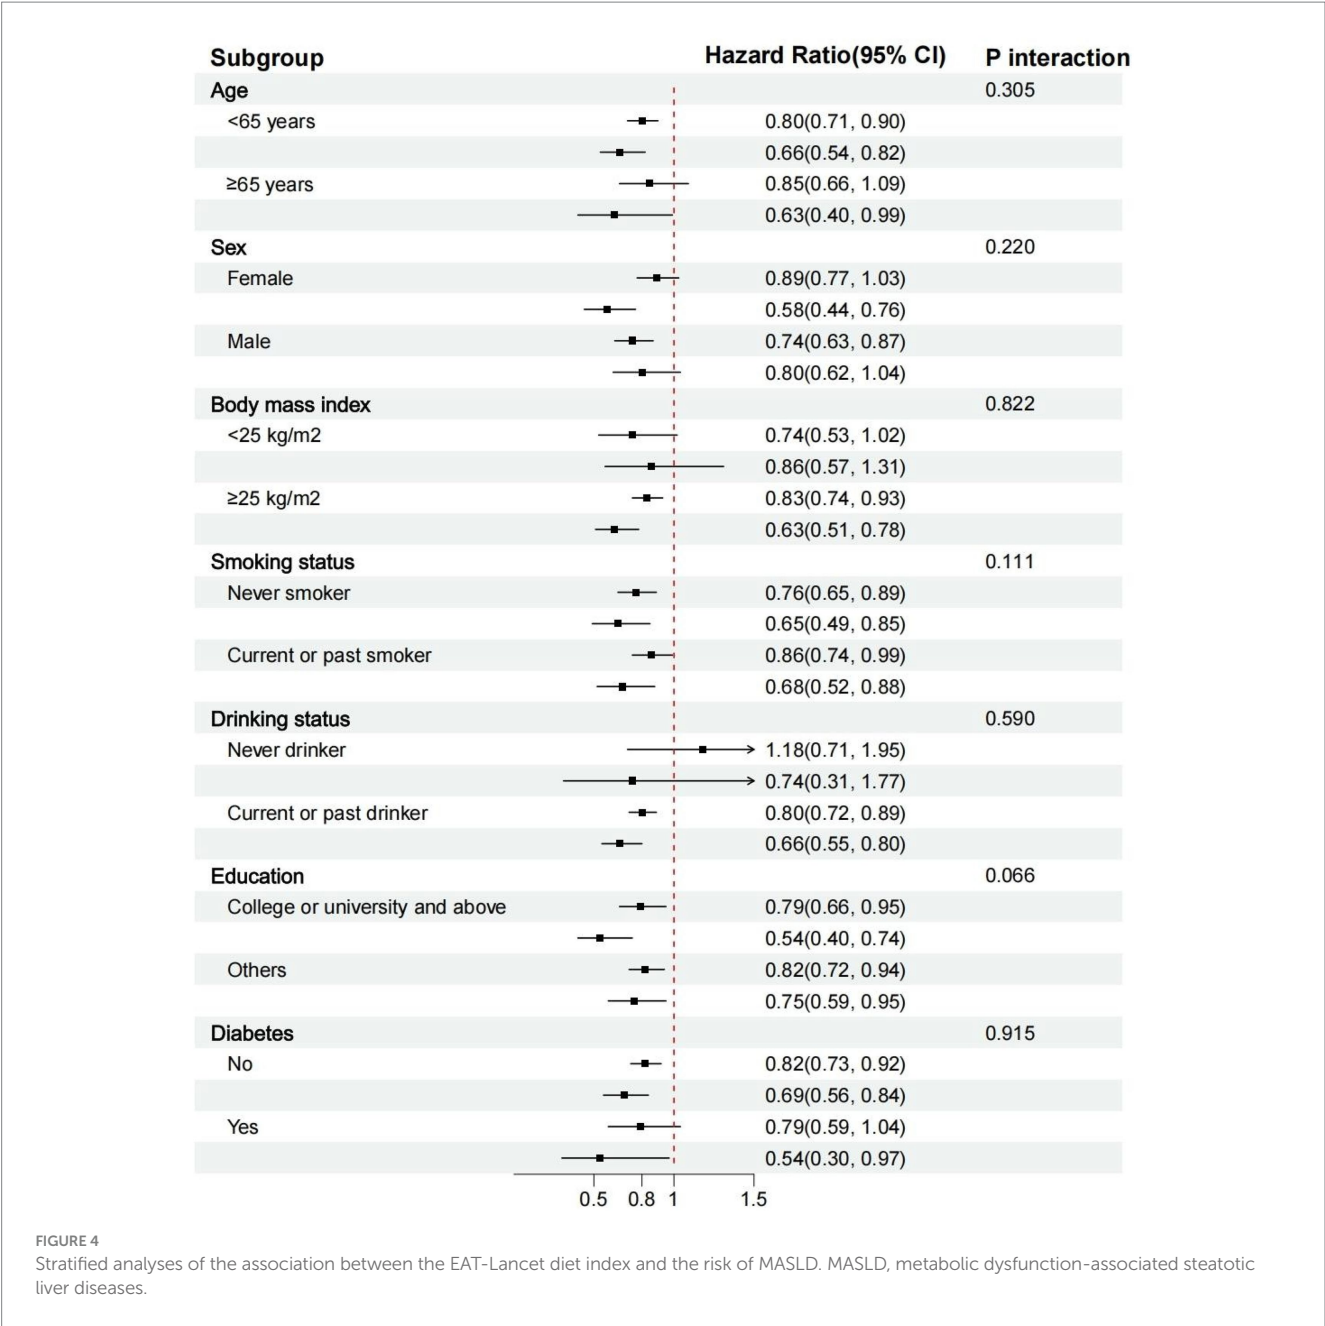 Subgroup Hazard Ratio(95% CI) P interaction
Age 0.305
<65 years 0.80(0.71, 0.90)
0.66(0.54, 0.82)
≥65 years 0.85(0.66, 1.09)
0.63(0.40, 0.99)
Sex 0.220
Female 0.89(0.77, 1.03)
0.58(0.44, 0.76)
Male 0.74(0.63, 0.87)
0.80(0.62, 1.04)
Body mass index 0.822
<25 kg/m2 0.74(0.53, 1.02)
0.86(0.57, 1.31)
≥25 kg/m2 0.83(0.74, 0.93)
0.63(0.51, 0.78)
Smoking status 0.111
Never smoker 0.76(0.65, 0.89)
0.65(0.49, 0.85)
Current or past smoker 0.86(0.74, 0.99)
0.68(0.52, 0.88)
Drinking status 0.590
Never drinker 1.18(0.71, 1.95)
0.74(0.31, 1.77)
Current or past drinker 0.80(0.72, 0.89)
0.66(0.55, 0.80)
Education 0.066
College or university and above 0.79(0.66, 0.95)
0.54(0.40, 0.74)
Others 0.82(0.72, 0.94)
0.75(0.59, 0.95)
Diabetes 0.915
No 0.82(0.73, 0.92)
0.69(0.56, 0.84)
Yes 0.79(0.59, 1.04)
0.54(0.30, 0.97)
0.5 0.8 1 1.5
FIGURE 4
Stratified analyses of the association between the EAT-Lancet diet index and the risk of MASLD. MASLD, metabolic dysfunction-associated steatotic
liver diseases.